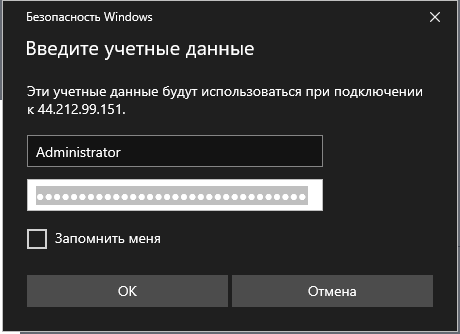 Безопасность Windows
Введите учетные данные
Эти учетные данные будут использоваться при подключении
к 44.212.99.151.
Administrator
Запомнить меня
OK
Отмена